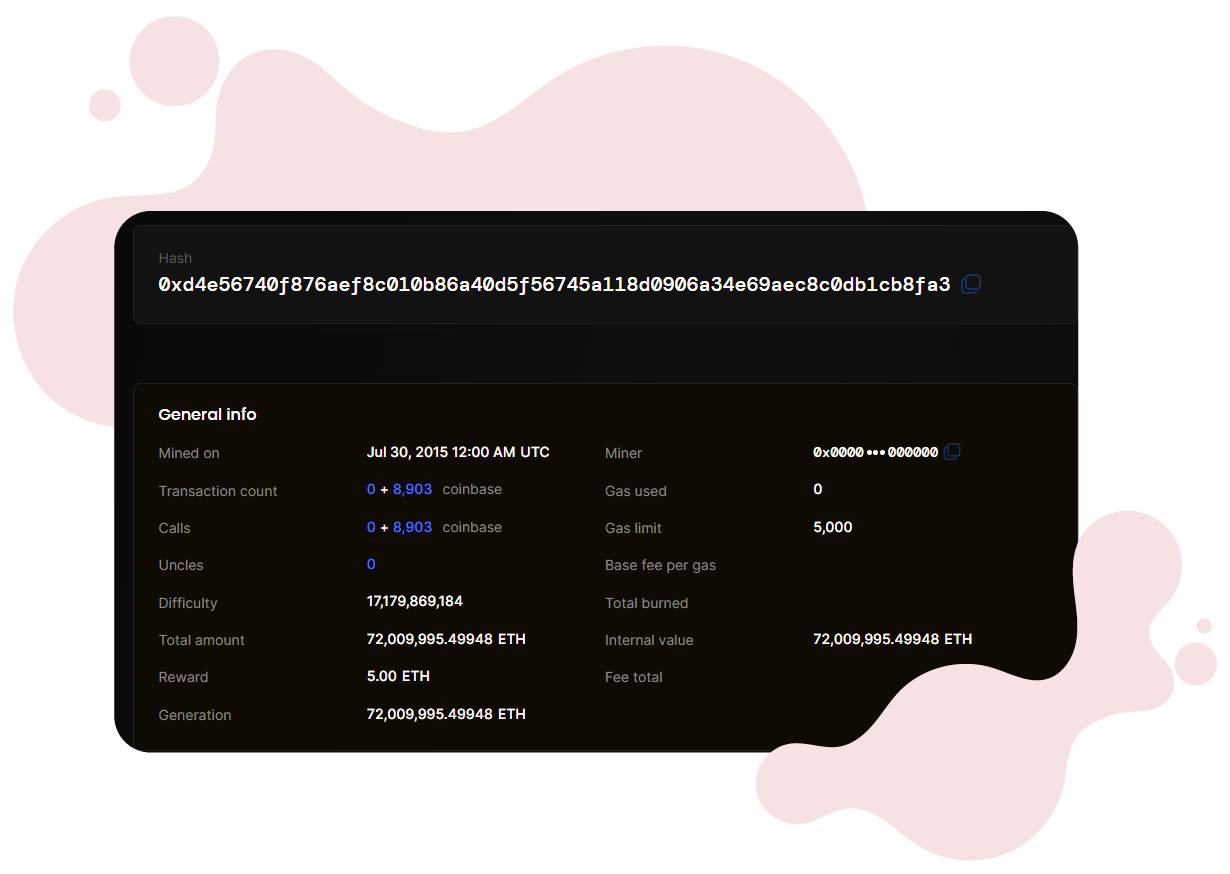 Hash
0xd4e56740f876aef8c010b86a40d5f56745a118d0906a34e69aec8c0db1cb8fa3
General info
Mined on Jul 30, 2015 12:00 AM UTC Miner 0x0000•••000000
Transaction count 0 + 8,903 coinbase Gas used 0
Calls 0 + 8,903 coinbase Gas limit 5,000
Uncles 0 Base fee per gas
Difficulty 17,179,869,184 Total burned
Total amount 72,009,995.49948 ETH Internal value 72,009,995.49948 ETH
Reward 5.00 ETH Fee total
Generation 72,009,995.49948 ETH